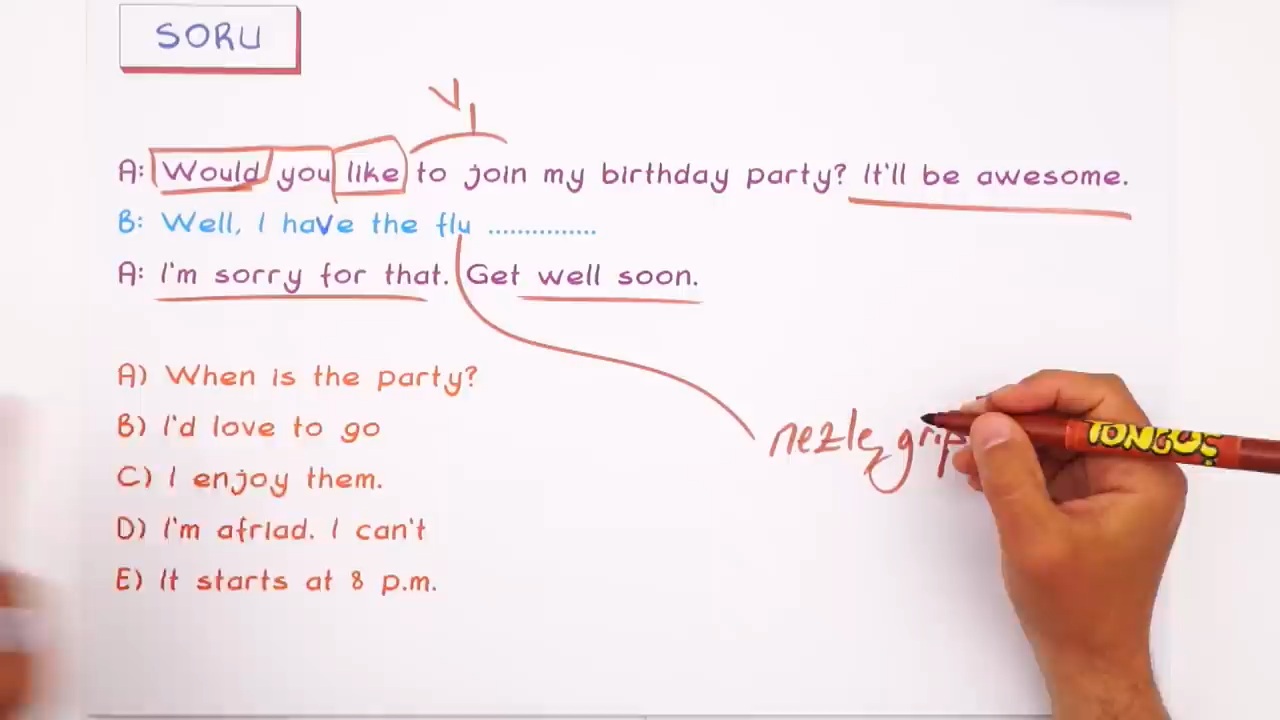 SORU
V1
A: Would you like to join my birthday party? It'll be awesome.
B: Well, I have the flu ...............
A: I'm sorry for that. Get well soon.
A) When is the party?
B) I'd love to go
nezle, grip
C) I enjoy them.
D) I'm afriad. I can't
E) It starts at 8 p.m.
TONGUÇ